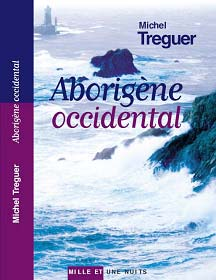 Michel
Treguer
Aborigène
occidental
MILLE ET UNE NUITS
Aborigène occidental
Michel Treguer